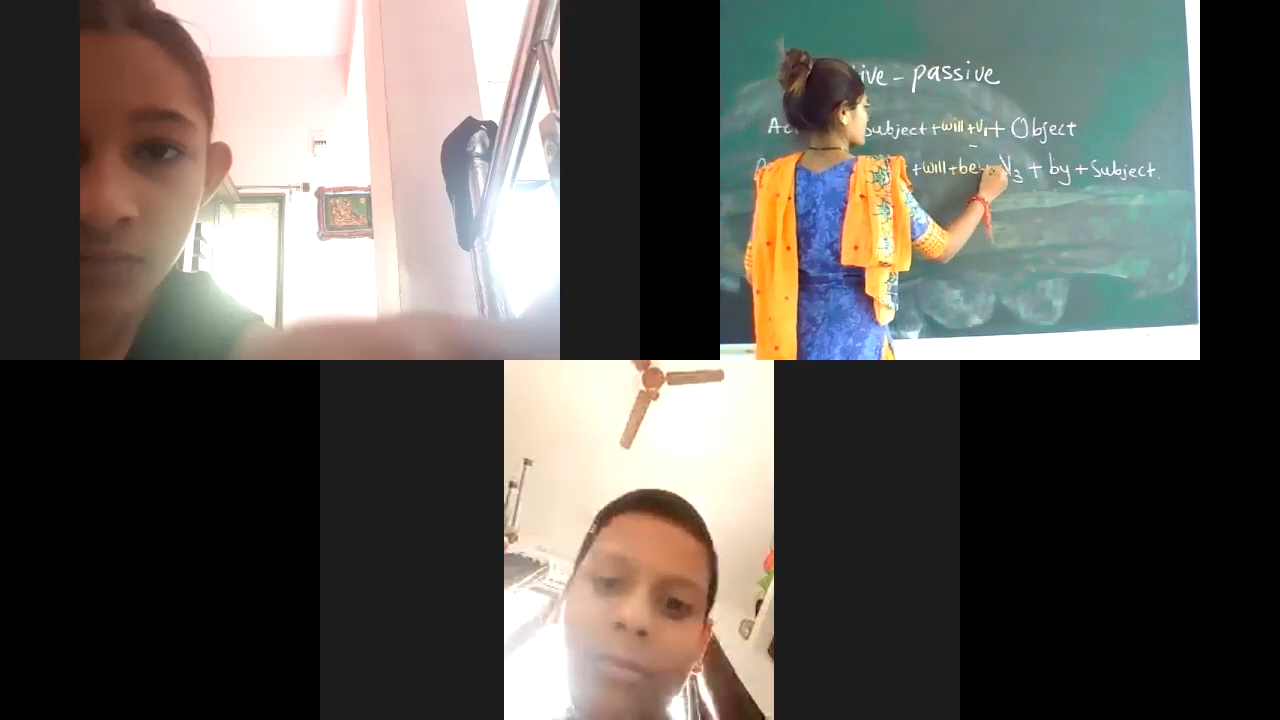 ive - passive
Subject + will + V1 + Object
+ will + be + V3 + by + Subject.